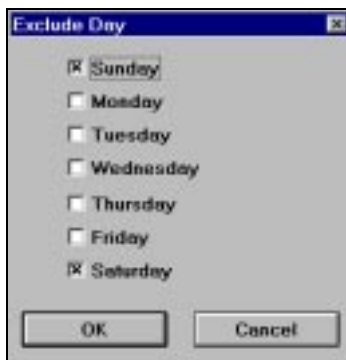 Exclude Day
Sunday
Monday
Tuesday
Wednesday
Thursday
Friday
Saturday
OK Cancel